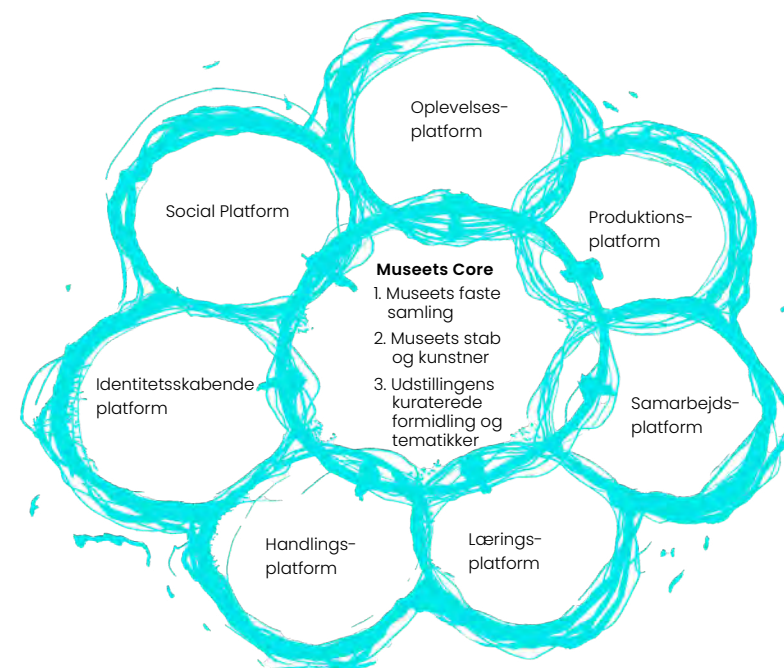 Oplevelses-
platform
Social Platform
Produktions-
platform
Museets Core
1. Museets faste
samling
2. Museets stab
og kunstner
3. Udstillingens
kuraterede
formidling og
tematikker
Identitetsskabende
platform
Samarbejds-
platform
Handlings-
platform
Lærings-
platform